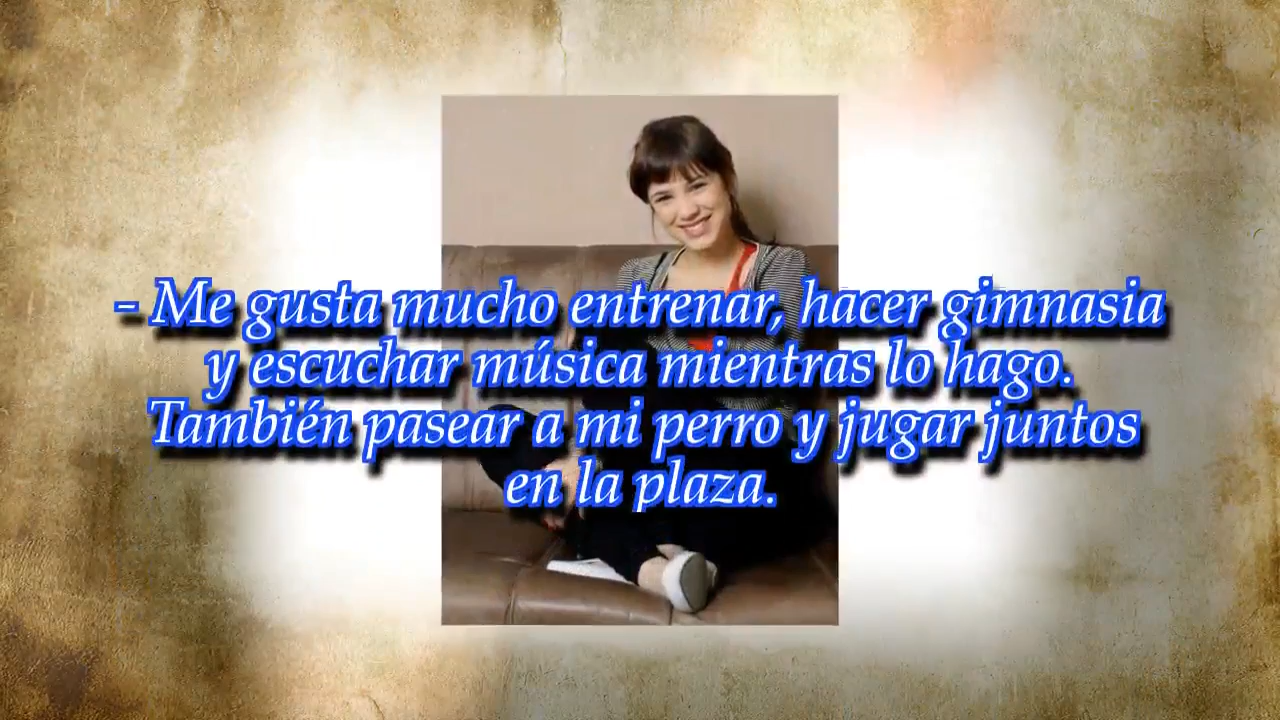 - Me gusta mucho entrenar, hacer gimnasia
y escuchar música mientras lo hago.
También pasear a mi perro y jugar juntos
en la plaza.